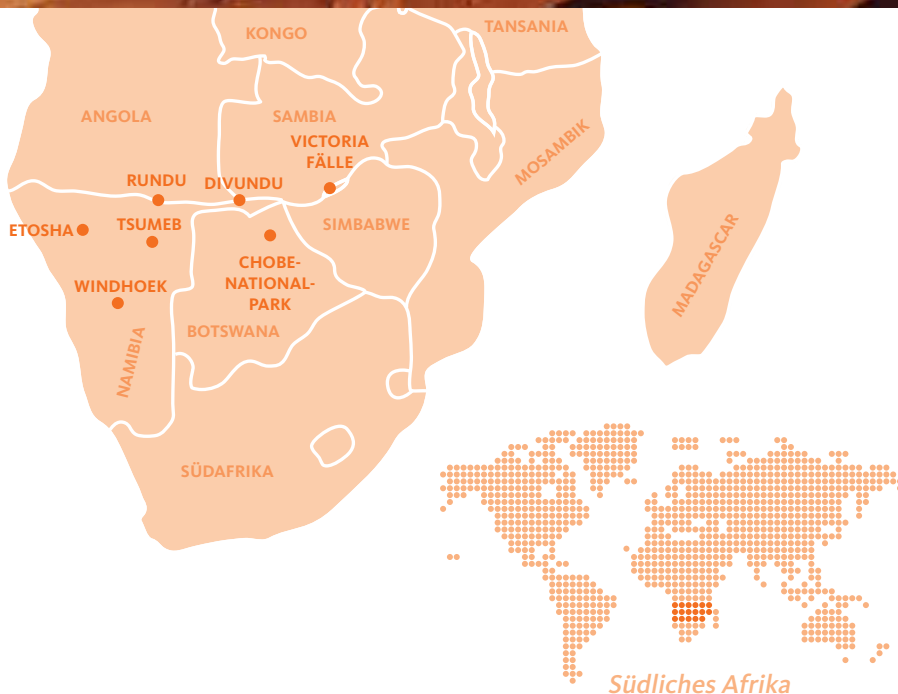 KONGO
TANSANIA
ANGOLA
SAMBIA
VICTORIA
FÄLLE
MOSAMBIK
RUNDU
DIVUNDU
ETOSHA
TSUMEB
SIMBABWE
MADAGASCAR
CHOBE-
NATIONAL-
PARK
WINDHOEK
BOTSWANA
NAMIBIA
SÜDAFRIKA
Südliches Afrika